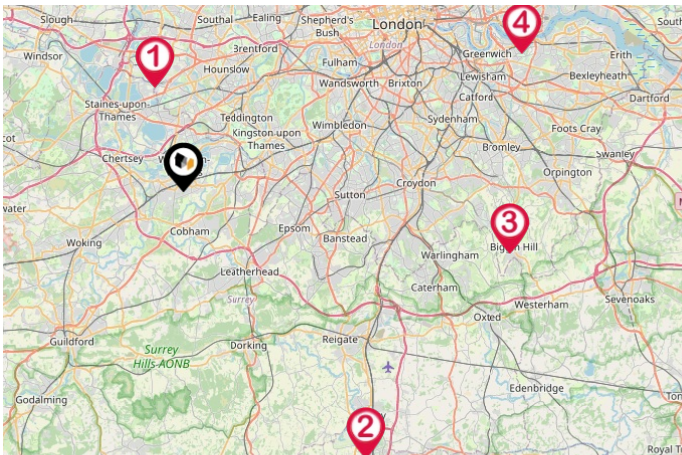 Slough
Southal
Ealing
Shepherd's
Bush
London
London
4
South
Windsor
1
Brentford
Hounslow
Fulham
Greenwich
Erith
Wandsworth
Brixton
Lewisham
Bexleyheath
Catford
Dartford
Staines-upon-
Thames
Teddington
Kingston upon
Thames
Wimbledon
Sydenham
Foots Cray
Chertsey
Bromley
Swanley
Orpington
Sutton
Croydon
water
3
Woking
Cobham
Epsom
Banstead
Warlingham
Leatherhead
Caterham
Surrey
Westerham
Sevenoaks
Oxted
Guildford
Surrey
Hills AONB
Dorking
Reigate
Edenbridge
Godalming
2
Royal T